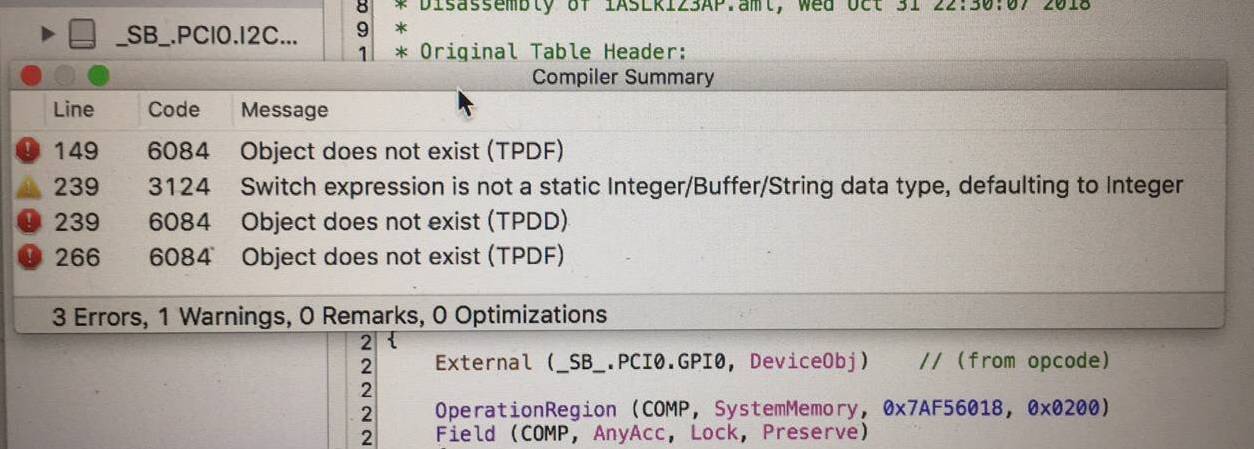 8 * Disassembly of iASLKIZ3AP.aml, Wed Oct 31 22:30:07 2018
9 *
_SB_.PCI0.I2C...
1 * Original Table Header:
Compiler Summary
Line Code Message
149 6084 Object does not exist (TPDF)
239 3124 Switch expression is not a static Integer/Buffer/String data type, defaulting to Integer
239 6084 Object does not exist (TPDD)
266 6084 Object does not exist (TPDF)
3 Errors, 1 Warnings, 0 Remarks, 0 Optimizations
2 {
2 External (_SB_.PCI0.GPI0, DeviceObj) // (from opcode)
2
2 OperationRegion (COMP, SystemMemory, 0x7AF56018, 0x0200)
2 Field (COMP, AnyAcc, Lock, Preserve)